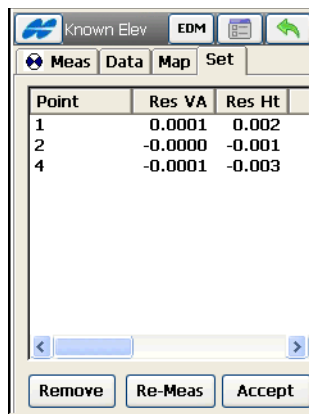 Known Elev EDM
Meas Data Map Set
Point Res VA Res Ht
1 0.0001 0.002
2 -0.0000 -0.001
4 -0.0001 -0.003
Remove Re-Meas Accept